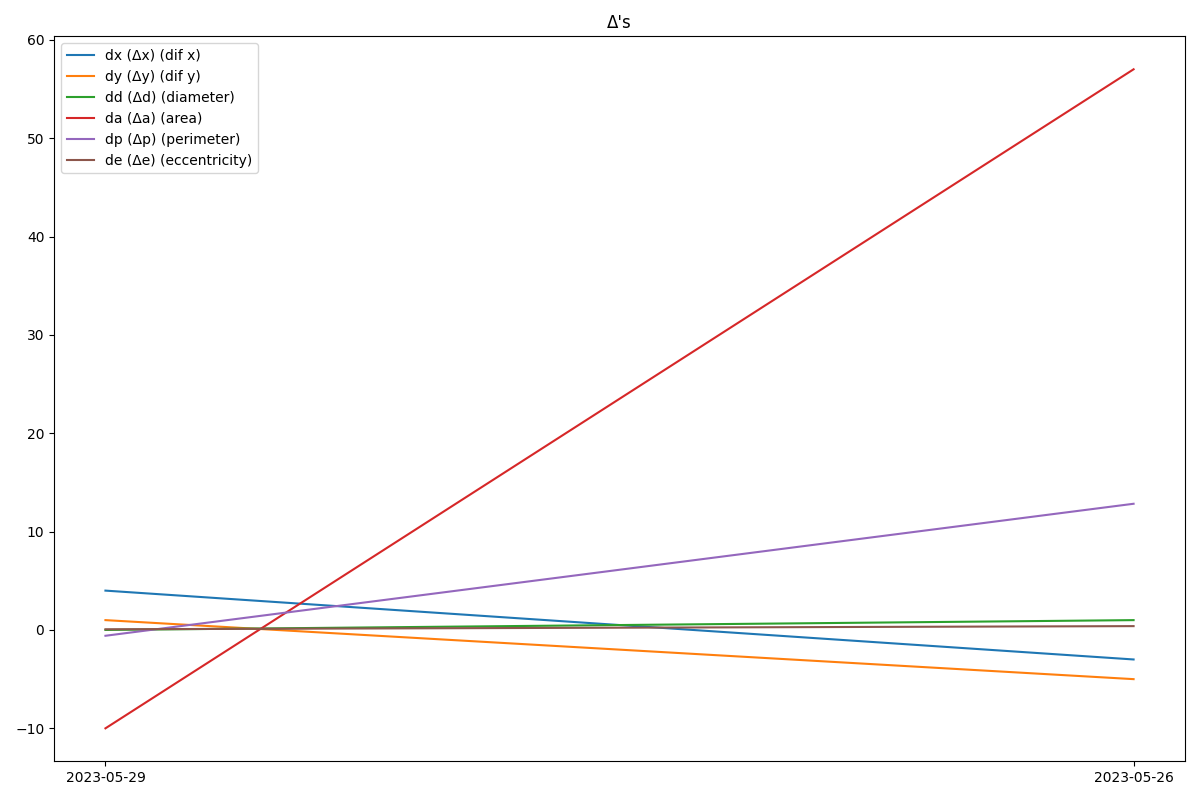 Δ's
60
50
40
30
20
10
0
−10
dx (Δx) (dif x)
dy (Δy) (dif y)
dd (Δd) (diameter)
da (Δa) (area)
dp (Δp) (perimeter)
de (Δe) (eccentricity)
2023-05-29
2023-05-26